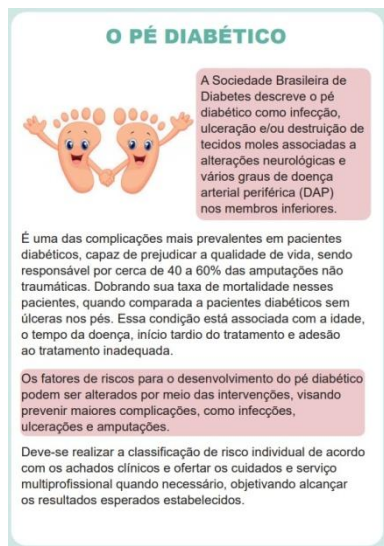 O PÉ DIABÉTICO
A Sociedade Brasileira de
Diabetes descreve o pé
diabético como infecção,
ulceração e/ou destruição de
tecidos moles associadas a
alterações neurológicas e
vários graus de doença
arterial periférica (DAP)
nos membros inferiores.
É uma das complicações mais prevalentes em pacientes
diabéticos, capaz de prejudicar a qualidade de vida, sendo
responsável por cerca de 40 a 60% das amputações não
traumáticas. Dobrando sua taxa de mortalidade nesses
pacientes, quando comparada a pacientes diabéticos sem
úlceras nos pés. Essa condição está associada com a idade,
o tempo da doença, início tardio do tratamento e adesão
ao tratamento inadequada.
Os fatores de riscos para o desenvolvimento do pé diabético
podem ser alterados por meio das intervenções, visando
prevenir maiores complicações, como infecções,
ulcerações e amputações.
Deve-se realizar a classificação de risco individual de acordo
com os achados clínicos e ofertar os cuidados e serviço
multiprofissional quando necessário, objetivando alcançar
os resultados esperados estabelecidos.